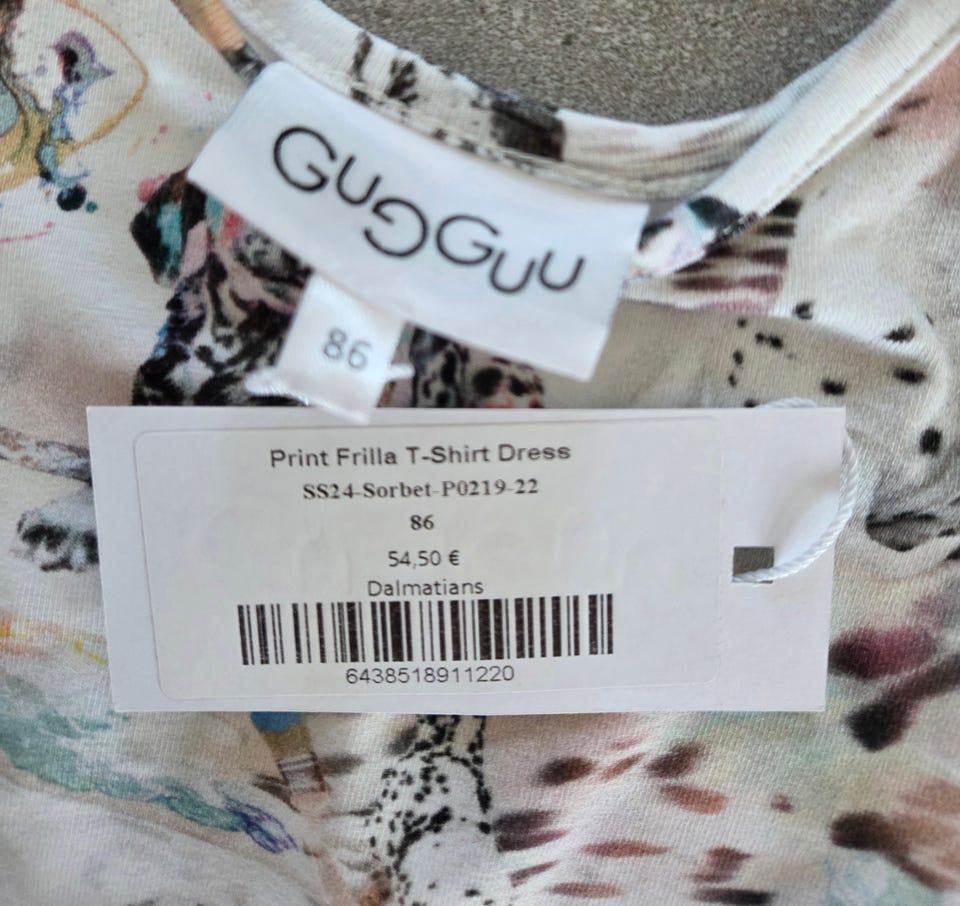 GUGGUU
86
Print Frilla T-Shirt Dress
SS24-Sorbet-P0219-22
86
54,50 €
Dalmatians
6438518911220